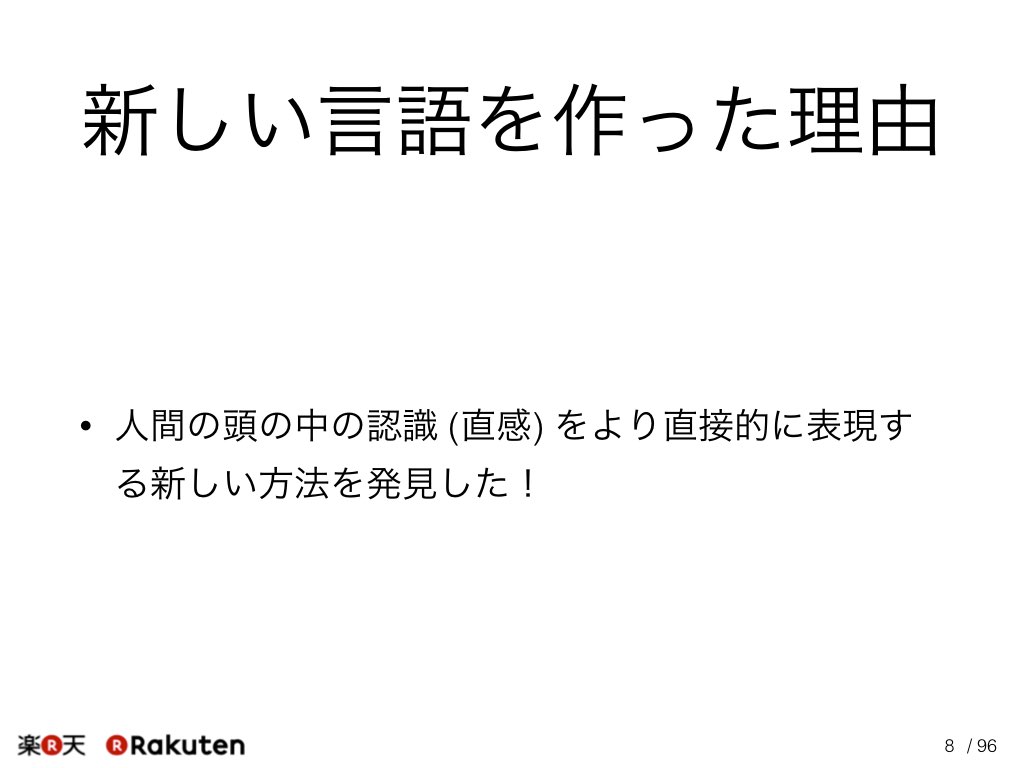 新しい言語を作った理由
• 人間の頭の中の認識 (直感) をより直接的に表現す
る新しい方法を発見した！
楽R天 RRakuten
8 / 96